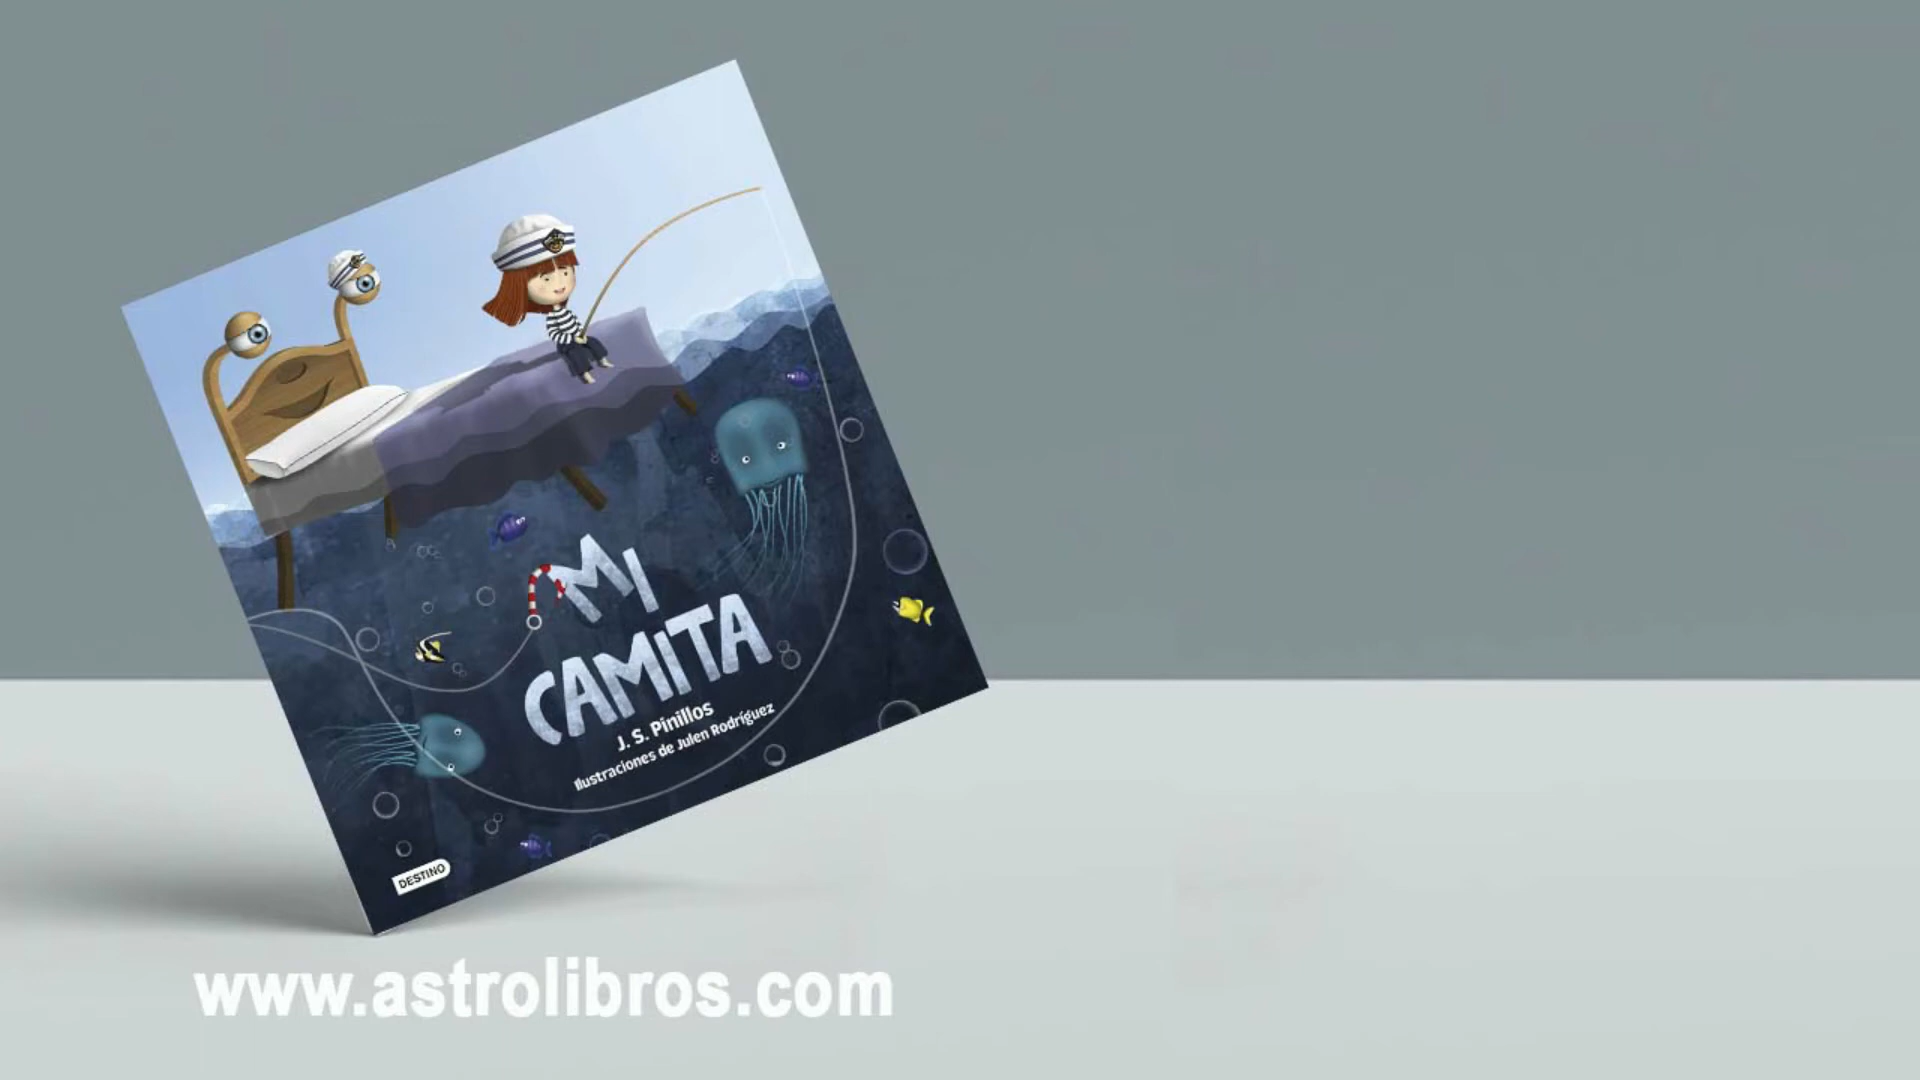 MI
CAMITA
J. S. Pinillos
Ilustraciones de Julen Rodríguez
DESTINO
www.astrolibros.com